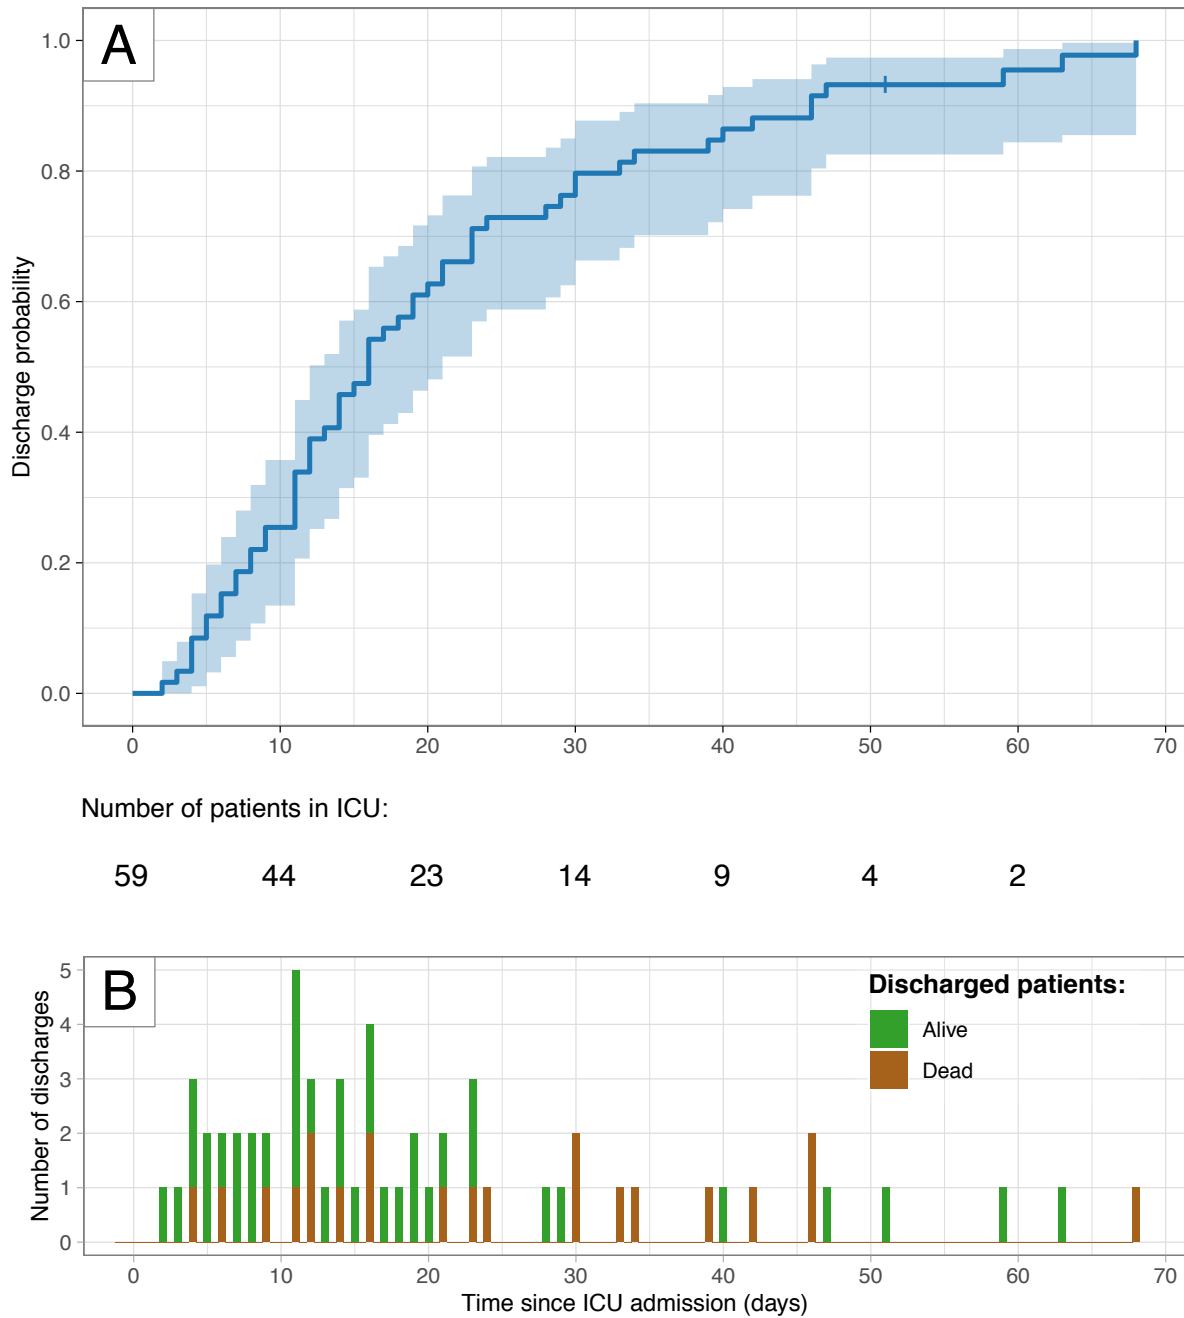 A
1.0
0.8
0.6
0.4
0.2
0.0
Discharge probability
0 10 20 30 40 50 60 70
Number of patients in ICU:
59 44 23 14 9 4 2
B
5
4
3
2
1
0
Number of discharges
Discharged patients:
Alive
Dead
0 10 20 30 40 50 60 70
Time since ICU admission (days)